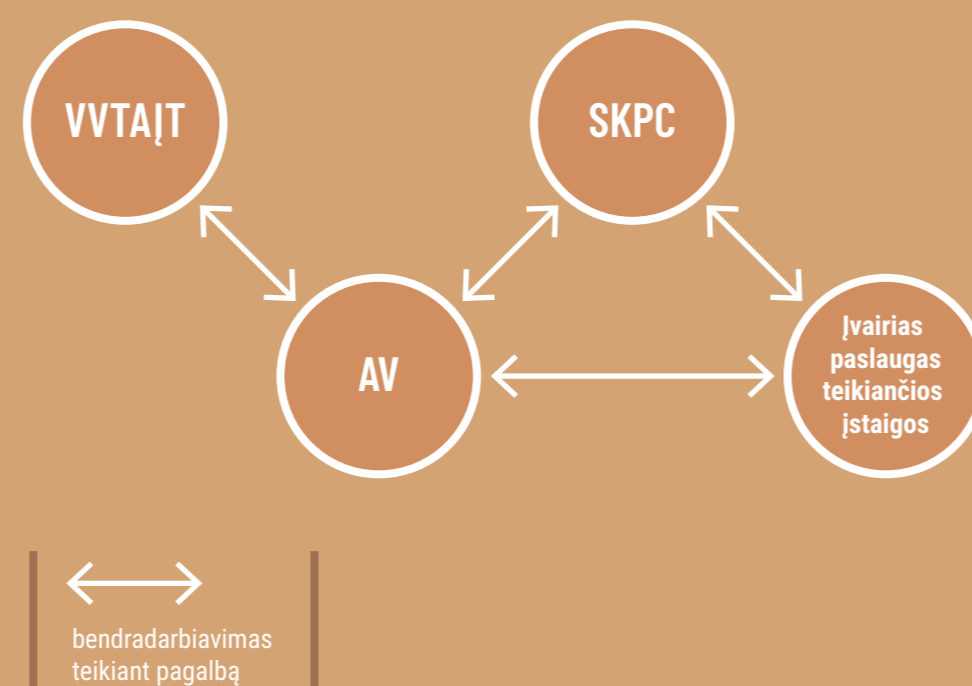 VVTAĮT
SKPC
AV
Įvairias
paslaugas
teikiančios
įstaigos
bendradarbiavimas
teikiant pagalbą